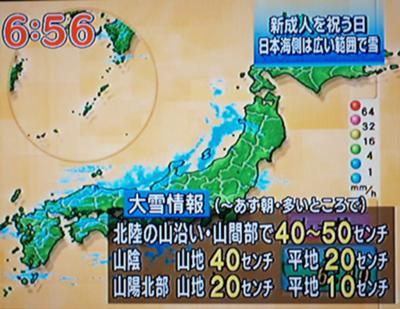 6:56
新成人を祝う日
日本海側は広い範囲で雪
64
32
16
4
1
mm/h
大雪情報 (～あす朝・多いところで)
北陸の山沿い・山間部で40～50センチ
山陰 山地 40センチ 平地 20センチ
山陽北部 山地 20センチ 平地 10センチ